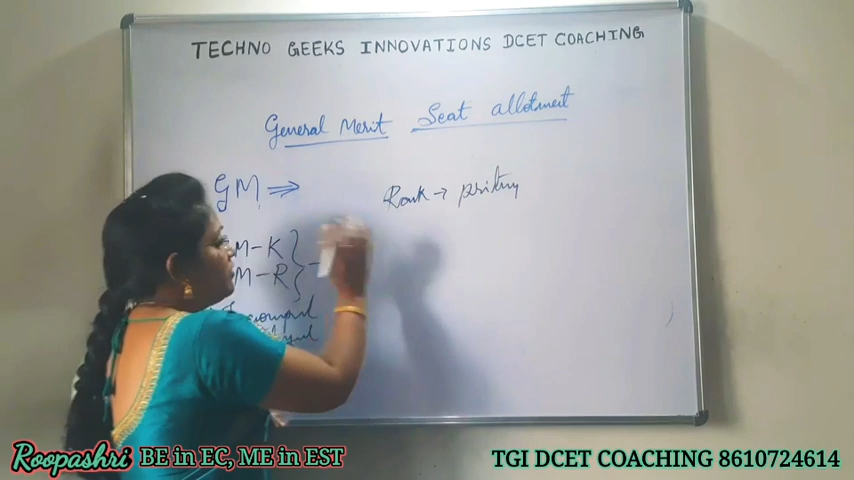 TECHNO GEEKS INNOVATIONS DCET COACHING
General Merit Seat allotment
GM ⇒ Rank →
M-K
M-R
Roopashri BE in EC, ME in EST
TGI DCET COACHING 8610724614